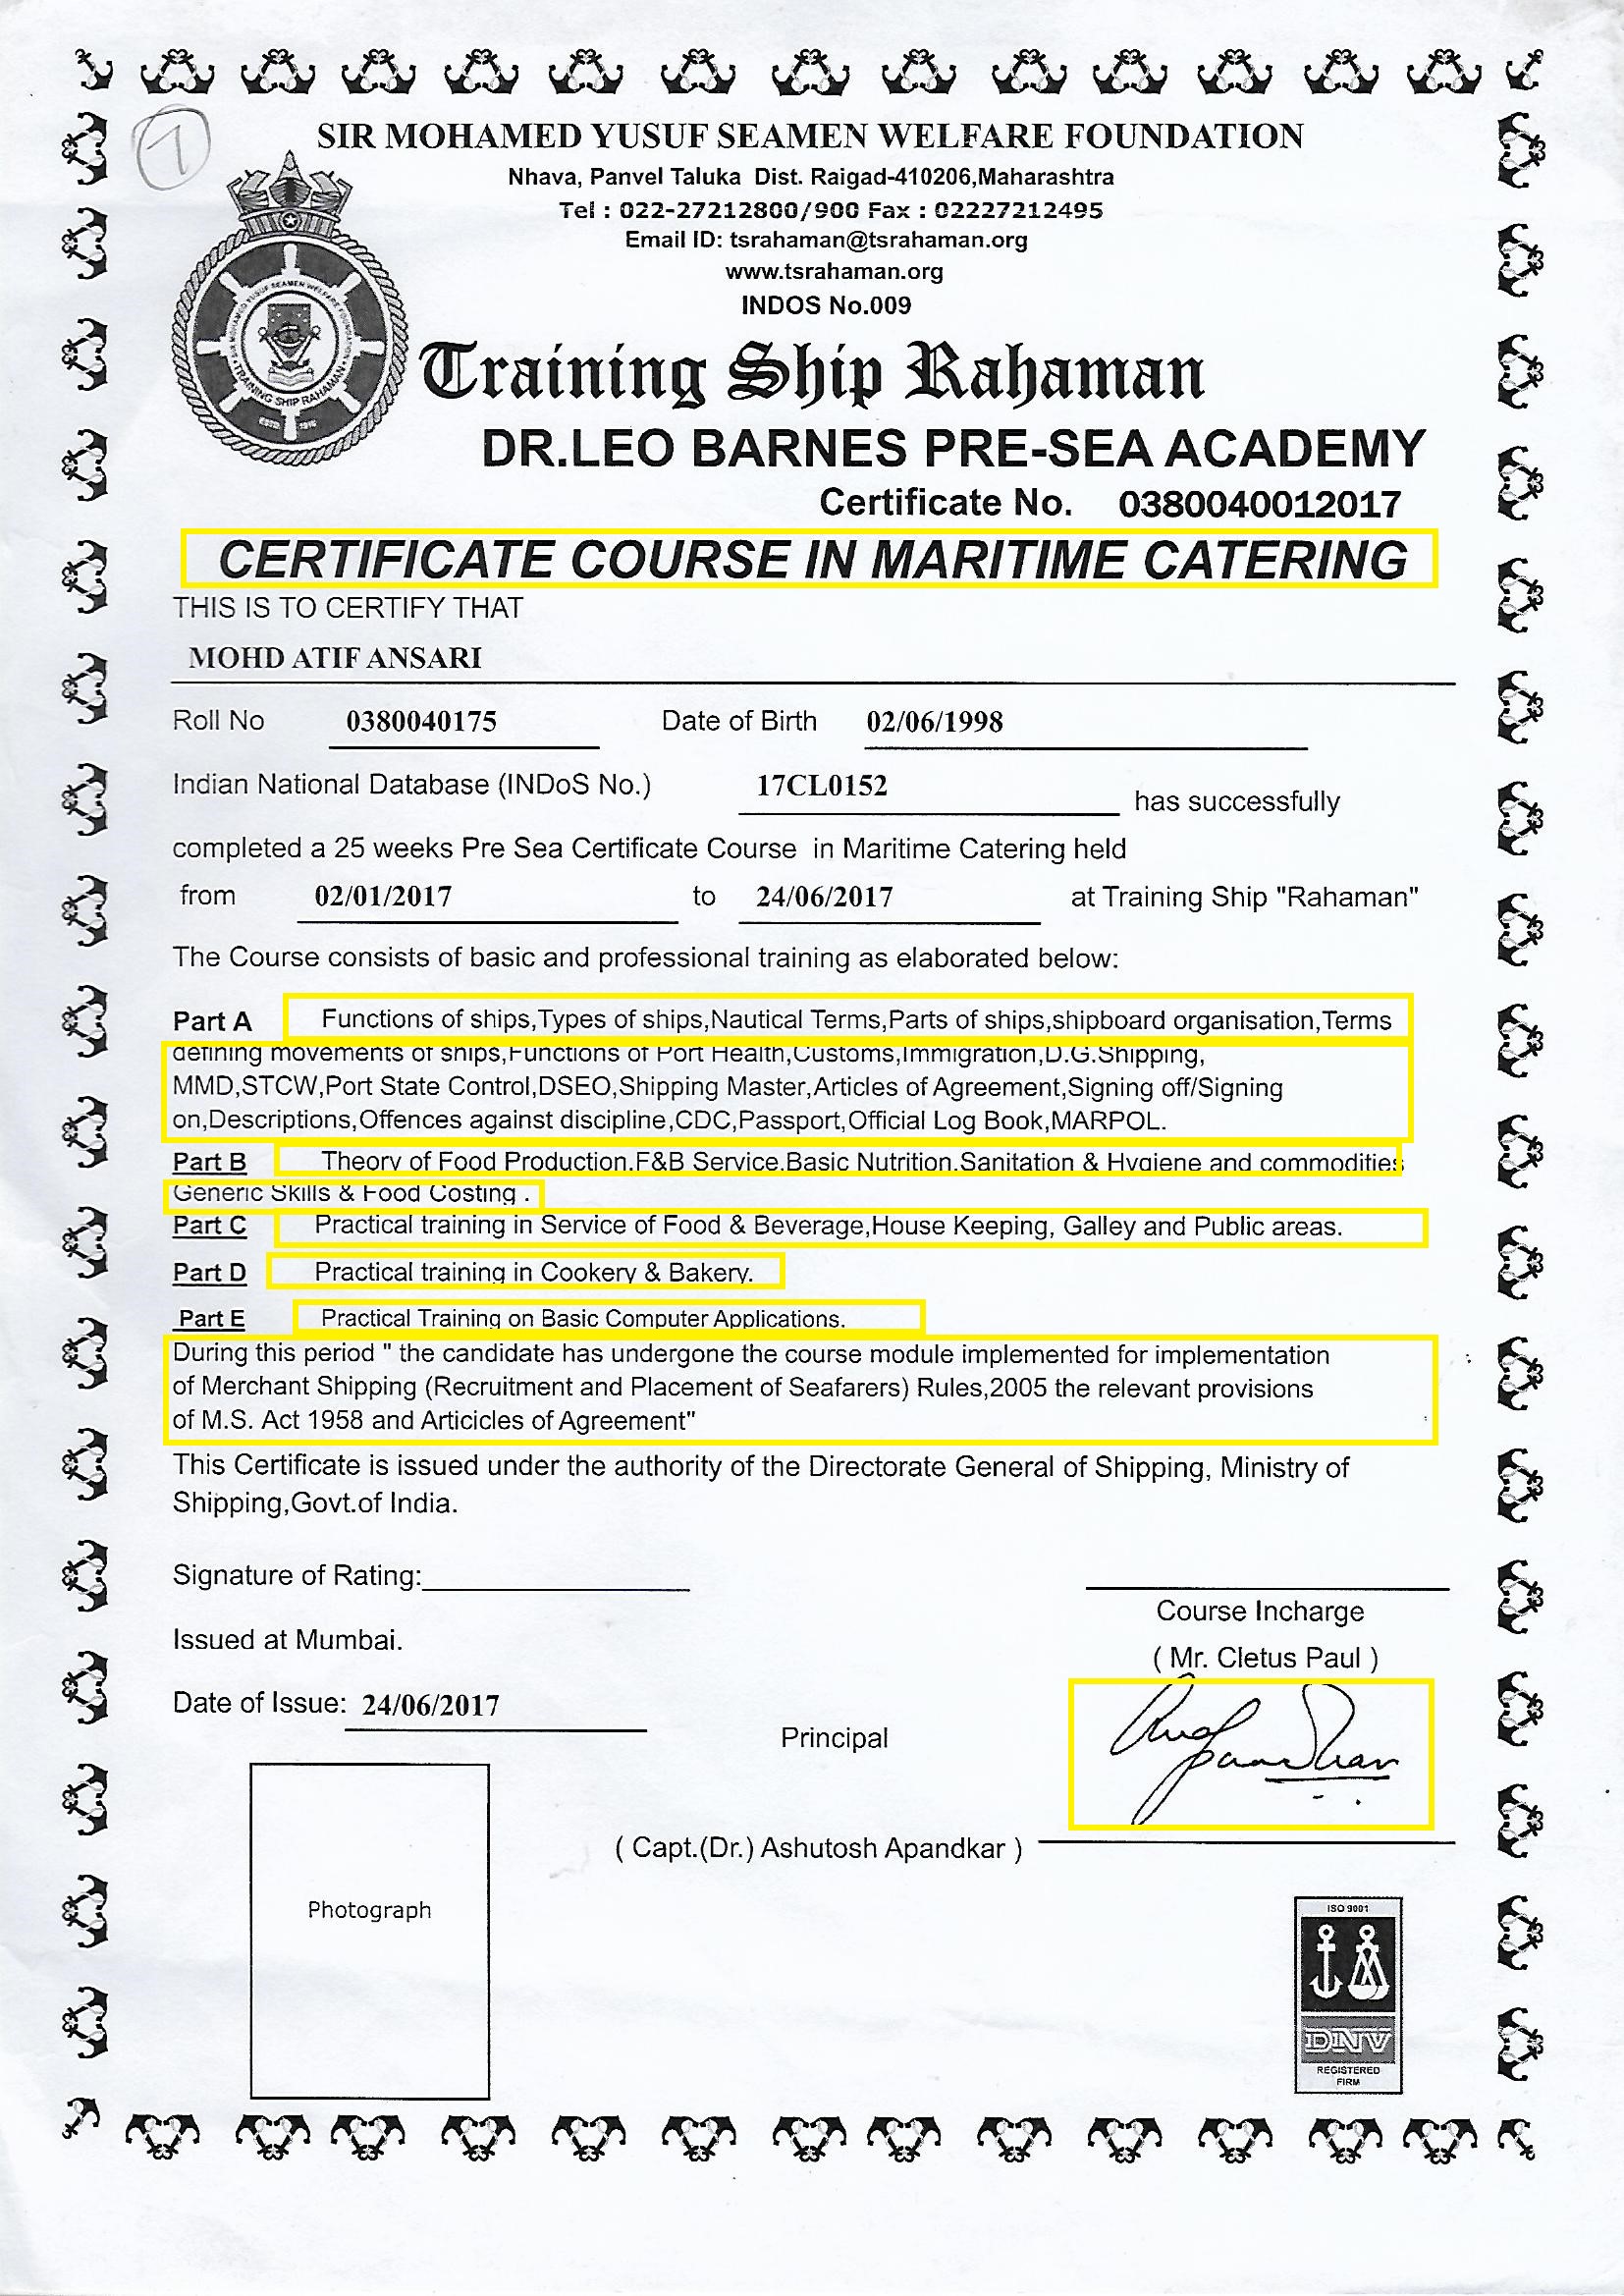 1
SIR MOHAMED YUSUF SEAMEN WELFARE FOUNDATION
Nhava, Panvel Taluka Dist. Raigad-410206,Maharashtra
Tel : 022-27212800/900 Fax : 02227212495
Email ID: tsrahaman@tsrahaman.org
www.tsrahaman.org
INDOS No.009
SIR MOHAMED YUSUF SEAMEN WELFARE FOUNDATION
TRAINING SHIP RAHAMAN
Training Ship Rahaman
DR.LEO BARNES PRE-SEA ACADEMY
Certificate No. 0380040012017
CERTIFICATE COURSE IN MARITIME CATERING
THIS IS TO CERTIFY THAT
MOHD ATIF ANSARI
Roll No 0380040175 Date of Birth 02/06/1998
Indian National Database (INDoS No.) 17CL0152 has successfully
completed a 25 weeks Pre Sea Certificate Course in Maritime Catering held
from 02/01/2017 to 24/06/2017 at Training Ship "Rahaman"
The Course consists of basic and professional training as elaborated below:
Part A Functions of ships,Types of ships,Nautical Terms,Parts of ships,shipboard organisation,Terms
defining movements of ships,Functions of Port Health,Customs,Immigration,D.G.Shipping,
MMD,STCW,Port State Control,DSEO,Shipping Master,Articles of Agreement,Signing off/Signing
on,Descriptions,Offences against discipline,CDC,Passport,Official Log Book,MARPOL.
Part B Theory of Food Production.F&B Service.Basic Nutrition.Sanitation & Hygiene and commodities
Generic Skills & Food Costing .
Part C Practical training in Service of Food & Beverage,House Keeping, Galley and Public areas.
Part D Practical training in Cookery & Bakery.
Part E Practical Training on Basic Computer Applications.
During this period " the candidate has undergone the course module implemented for implementation
of Merchant Shipping (Recruitment and Placement of Seafarers) Rules,2005 the relevant provisions
of M.S. Act 1958 and Articicles of Agreement"
This Certificate is issued under the authority of the Directorate General of Shipping, Ministry of
Shipping,Govt.of India.
Signature of Rating:
Course Incharge
Issued at Mumbai.
( Mr. Cletus Paul )
Date of Issue: 24/06/2017
Principal
( Capt.(Dr.) Ashutosh Apandkar )
Photograph
ISO 9001
DNV
REGISTERED
FIRM